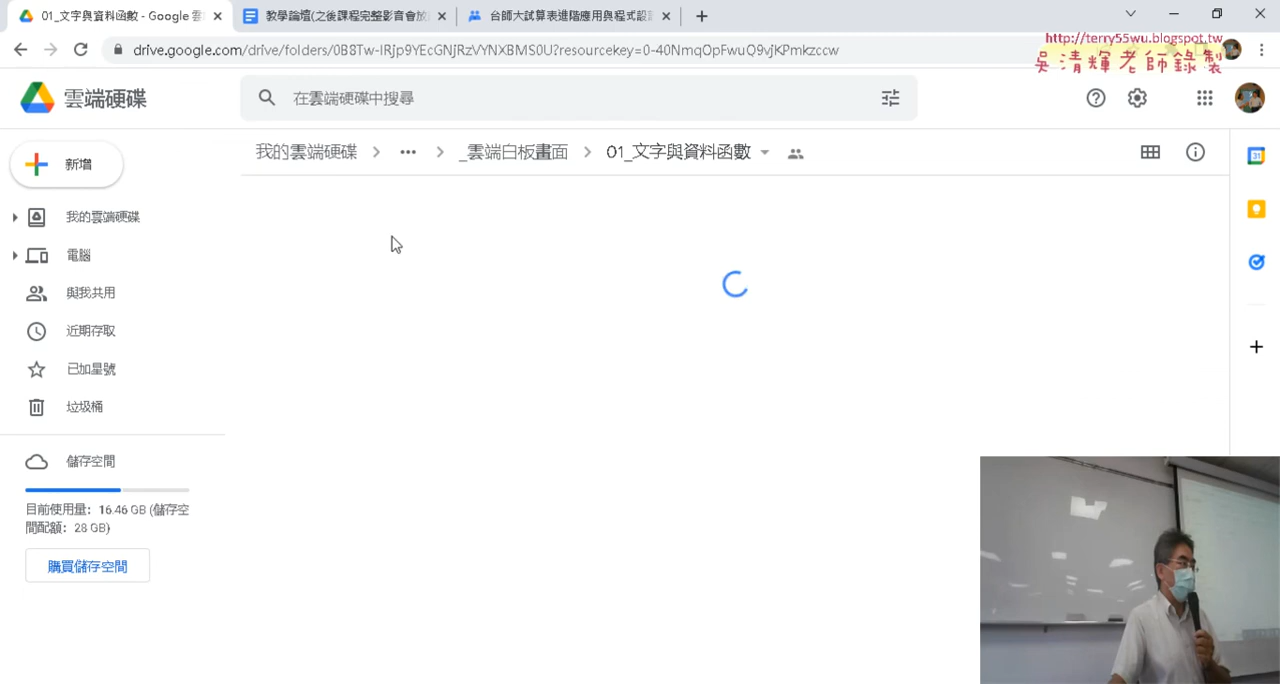 01_文字與資料函數 - Google 雲
教學論壇(之後課程完整影音會放
台師大試算表進階應用與程式設
drive.google.com/drive/folders/0B8Tw-IRjp9YEcGNjRzVYNXBMS0U?resourcekey=0-40NmqOpFwuQ9vjKPmkzccw
http://terry55wu.blogspot.tw
吳清輝老師錄製
雲端硬碟
在雲端硬碟中搜尋
新增
我的雲端硬碟
_雲端白板畫面
01_文字與資料函數
31
我的雲端硬碟
電腦
與我共用
近期存取
已加星號
垃圾桶
儲存空間
目前使用量： 16.46 GB (儲存空
間配額： 28 GB)
購買儲存空間